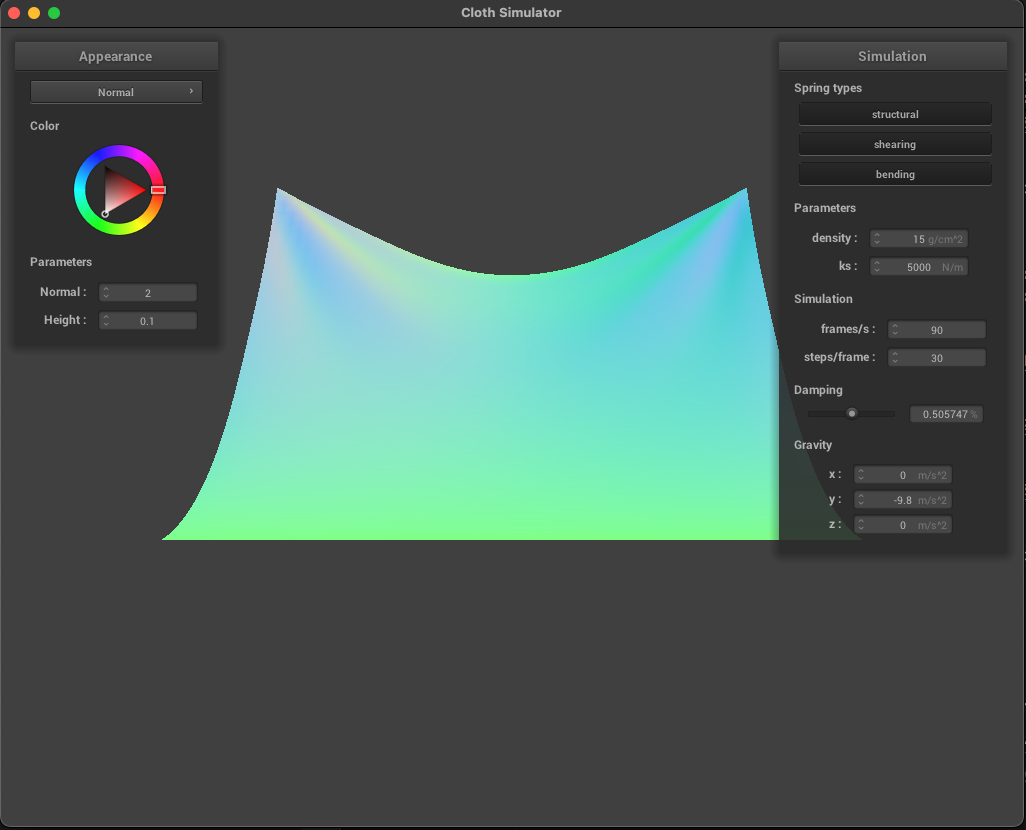 Cloth Simulator
Appearance
Normal
Color
Parameters
Normal : 2
Height : 0.1
Simulation
Spring types
structural
shearing
bending
Parameters
density : 15 g/cm^2
ks : 5000 N/m
Simulation
frames/s : 90
steps/frame : 30
Damping
0.505747 %
Gravity
x : 0 m/s^2
y : -9.8 m/s^2
z : 0 m/s^2